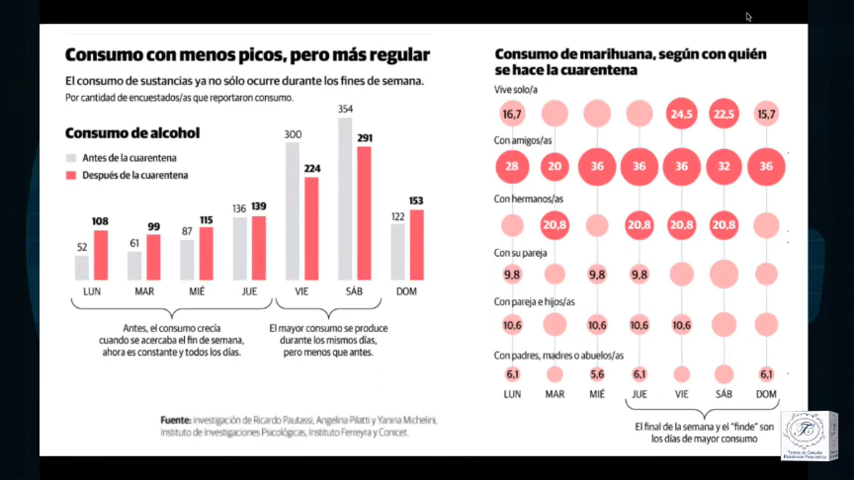 Consumo con menos picos, pero más regular
El consumo de sustancias ya no sólo ocurre durante los fines de semana.
Por cantidad de encuestados/as que reportaron consumo.
Consumo de alcohol
Antes de la cuarentena
Después de la cuarentena
52 108 61 99 87 115 136 139 300 224 354 291 122 153
LUN MAR MIÉ JUE VIE SÁB DOM
Antes, el consumo crecía
cuando se acercaba el fin de semana,
ahora es constante y todos los días.
El mayor consumo se produce
durante los mismos días,
pero menos que antes.
Fuente: investigación de Ricardo Pautassi, Angelina Pilatti y Yanina Michelini,
Instituto de Investigaciones Psicológicas, Instituto Ferreyra y Conicet.
Consumo de marihuana, según con quién
se hace la cuarentena
Vive solo/a
16,7 24,5 22,5 15,7
Con amigos/as
28 20 36 36 36 32 36
Con hermanos/as
20,8 20,8 20,8 20,8
Con su pareja
9,8 9,8 9,8
Con pareja e hijos/as
10,6 10,6 10,6 10,6
Con padres, madres o abuelos/as
6,1 5,6 6,1 6,1
LUN MAR MIÉ JUE VIE SÁB DOM
El final de la semana y el "finde" son
los días de mayor consumo